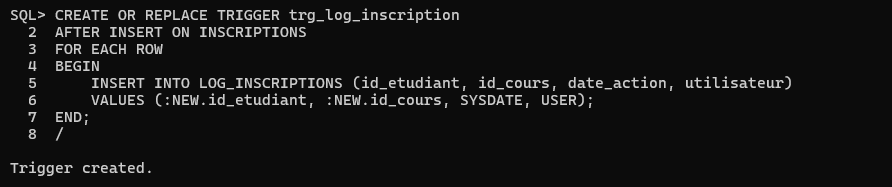 SQL> CREATE OR REPLACE TRIGGER trg_log_inscription
  2  AFTER INSERT ON INSCRIPTIONS
  3  FOR EACH ROW
  4  BEGIN
  5      INSERT INTO LOG_INSCRIPTIONS (id_etudiant, id_cours, date_action, utilisateur)
  6      VALUES (:NEW.id_etudiant, :NEW.id_cours, SYSDATE, USER);
  7  END;
  8  /
Trigger created.